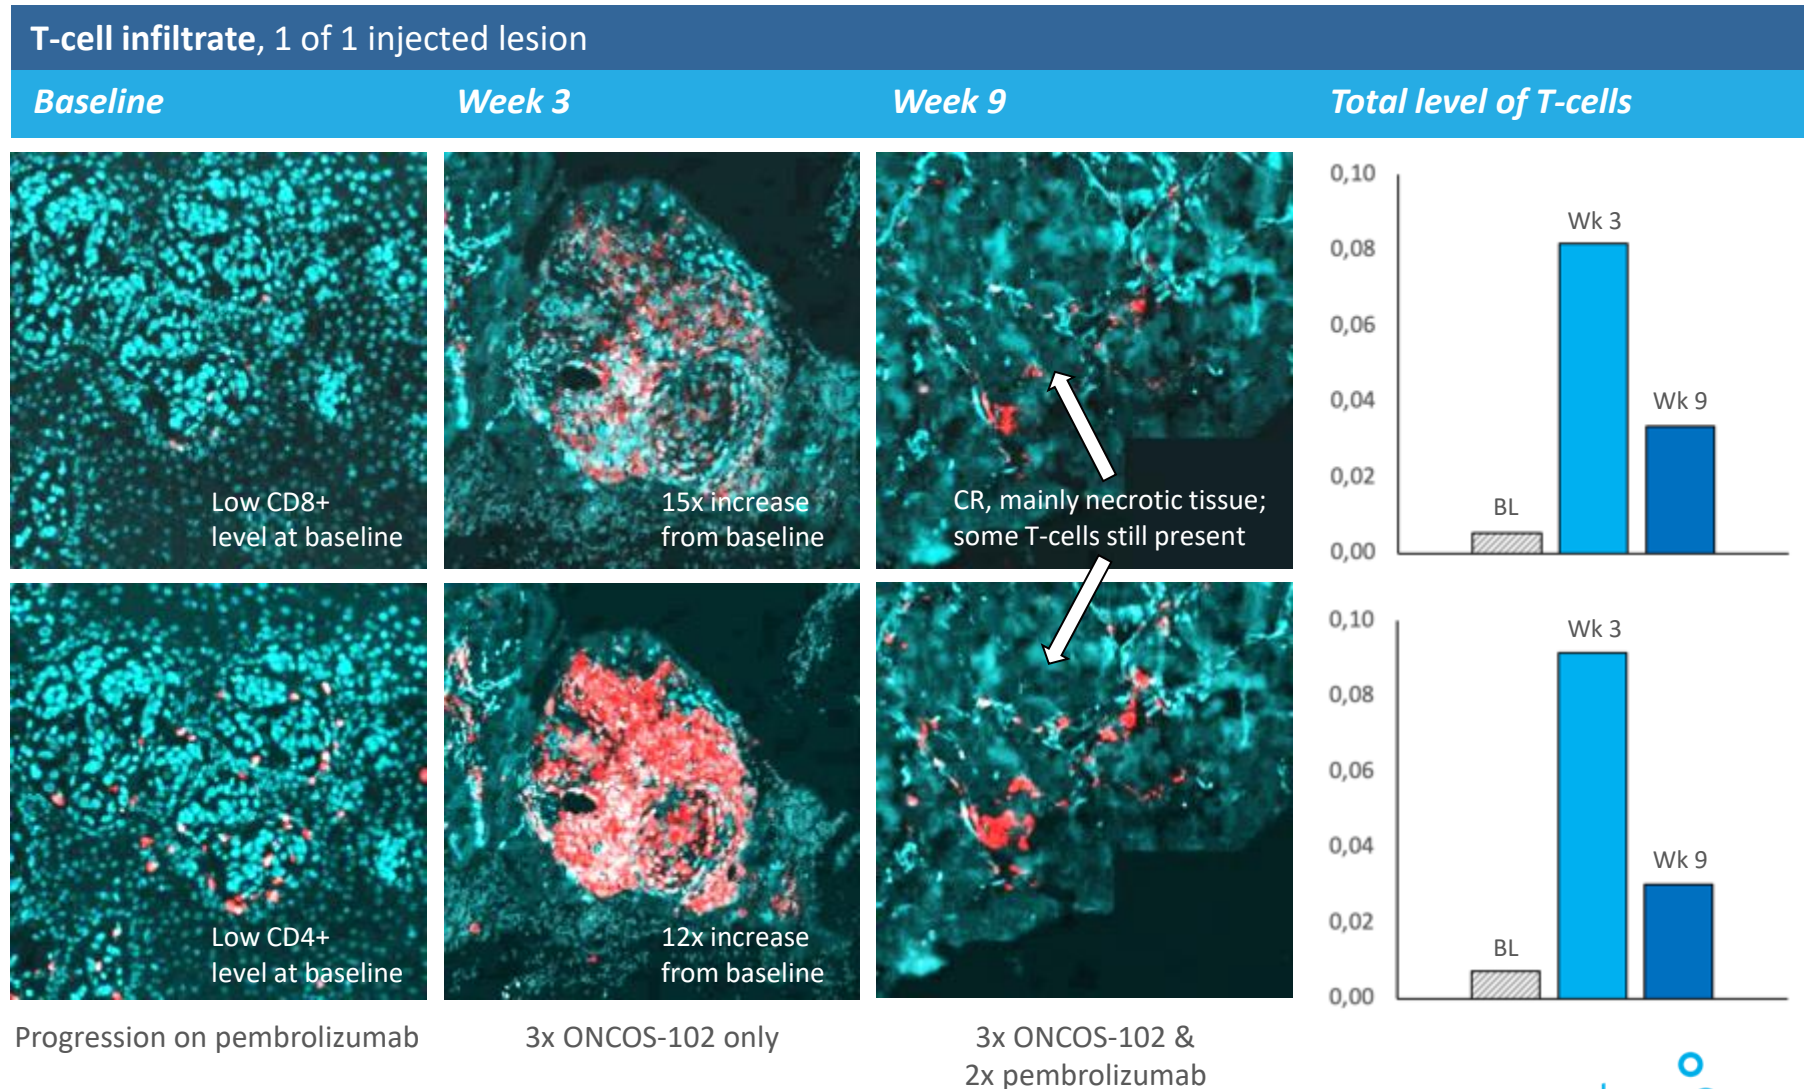 T-cell infiltrate, 1 of 1 injected lesion
Baseline
Week 3
Week 9
Total level of T-cells
Low CD8+
level at baseline
15x increase
from baseline
CR, mainly necrotic tissue;
some T-cells still present
0,10
0,08
0,06
0,04
0,02
0,00
BL
Wk 3
Wk 9
Low CD4+
level at baseline
12x increase
from baseline
0,10
0,08
0,06
0,04
0,02
0,00
BL
Wk 3
Wk 9
Progression on pembrolizumab
3x ONCOS-102 only
3x ONCOS-102 &
2x pembrolizumab